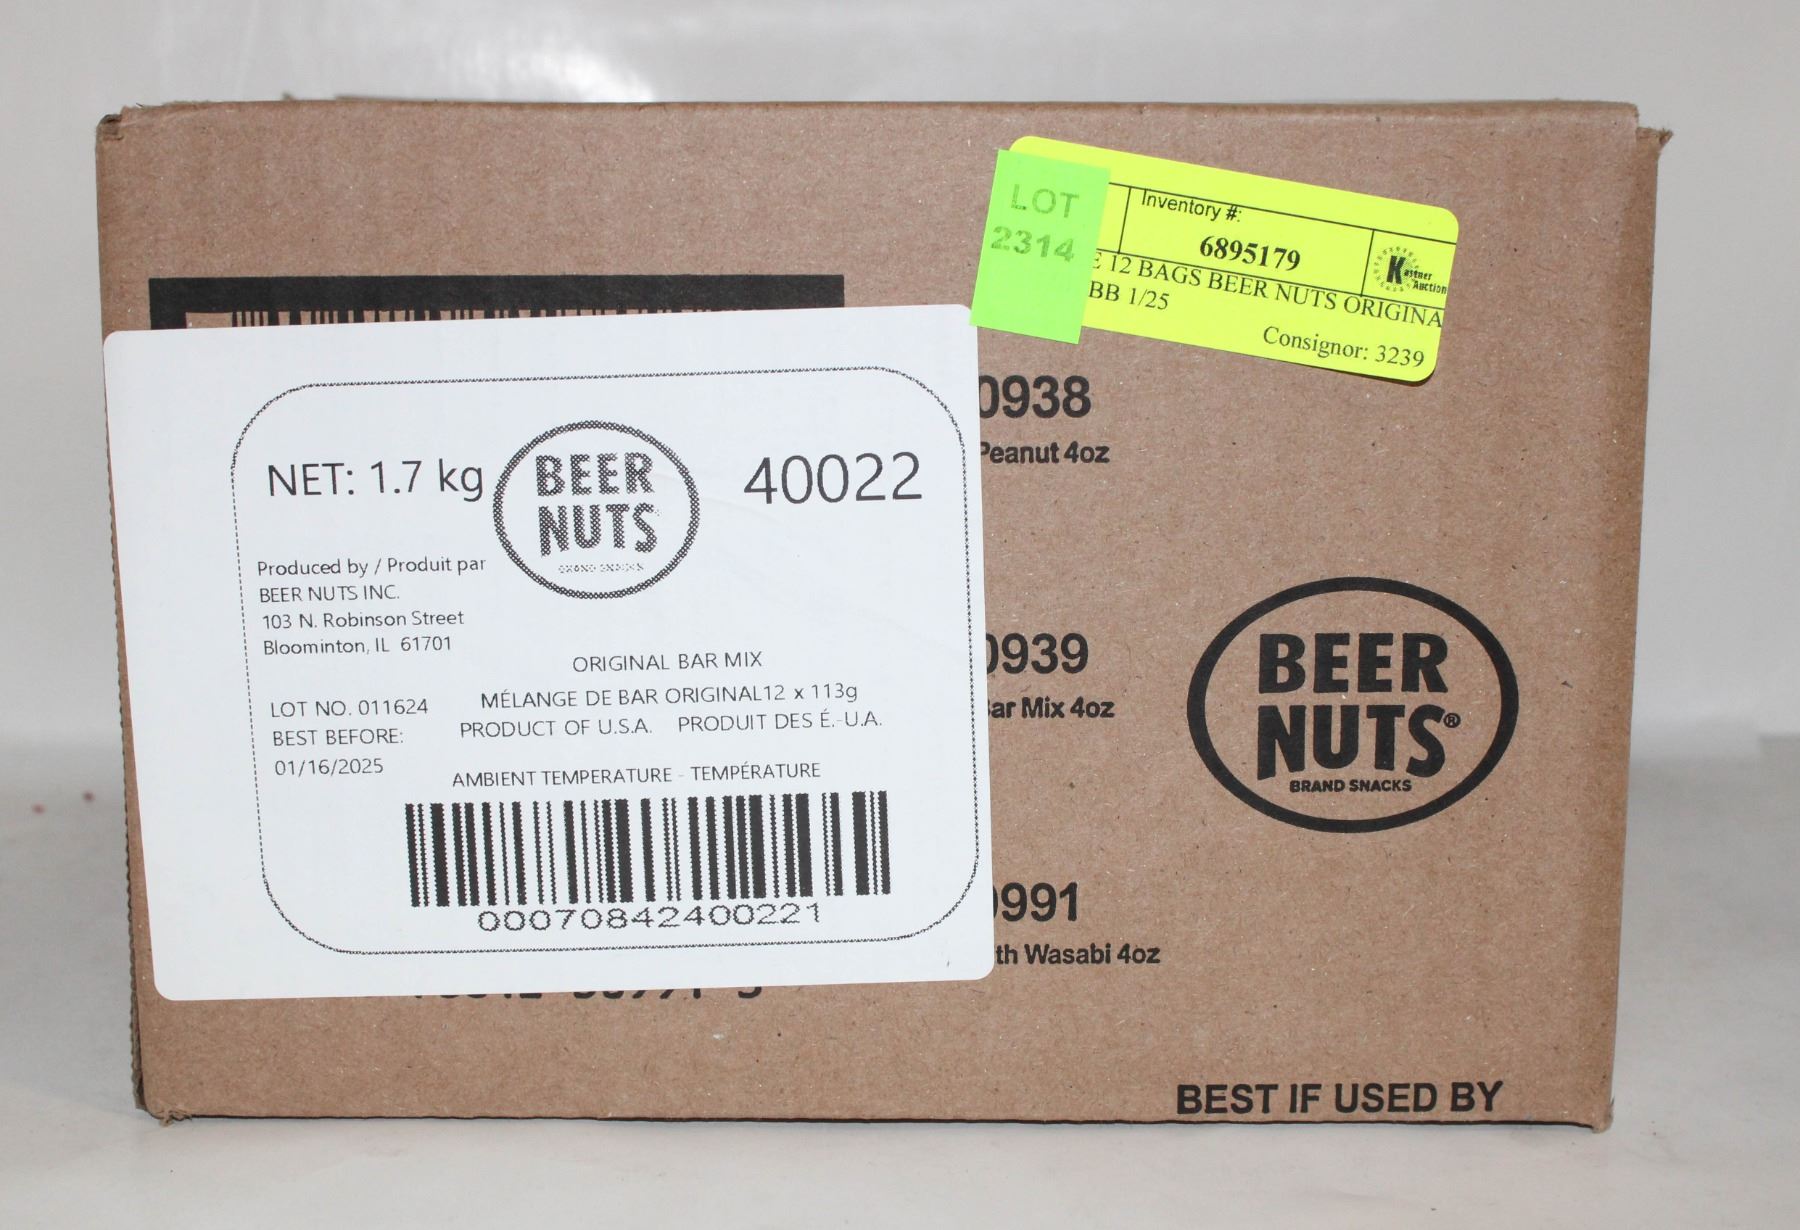 LOT
2314
Inventory #:
6895179
Kastner
Auction
E 12 BAGS BEER NUTS ORIGINA
BB 1/25
Consignor: 3239
NET: 1.7 kg
BEER
NUTS
40022
Produced by / Produit par
BEER NUTS INC.
103 N. Robinson Street
Bloominton, IL 61701
ORIGINAL BAR MIX
MÉLANGE DE BAR ORIGINAL12 x 113g
PRODUCT OF U.S.A. PRODUIT DES É.-U.A.
LOT NO. 011624
BEST BEFORE:
01/16/2025
AMBIENT TEMPERATURE - TEMPÉRATURE
00070842400221
0938
Peanut 4oz
0939
Bar Mix 4oz
991
th Wasabi 4oz
BEER
NUTS®
BRAND SNACKS
BEST IF USED BY